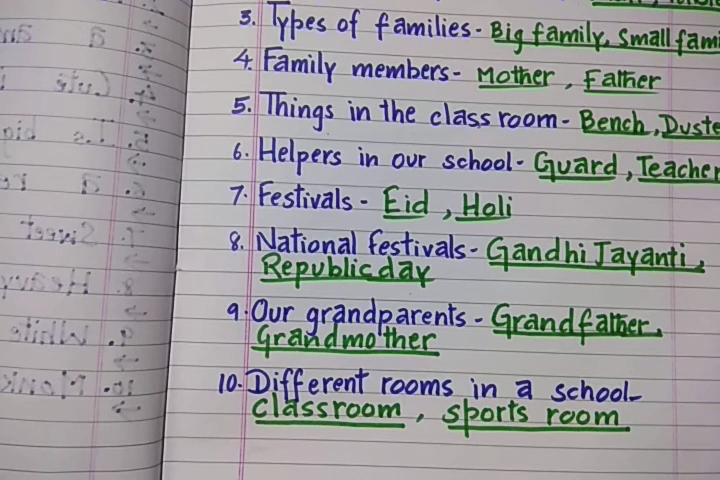 3. Types of families- Big family, Small fami
4. Family members- Mother, Father
5. Things in the class room- Bench, Duste
6. Helpers in our school- Guard, Teacher
7. Festivals- Eid, Holi
8. National festivals- Gandhi Jayanti,
Republic day
9. Our grandparents- Grandfather,
Grandmother
10. Different rooms in a school-
classroom, sports room